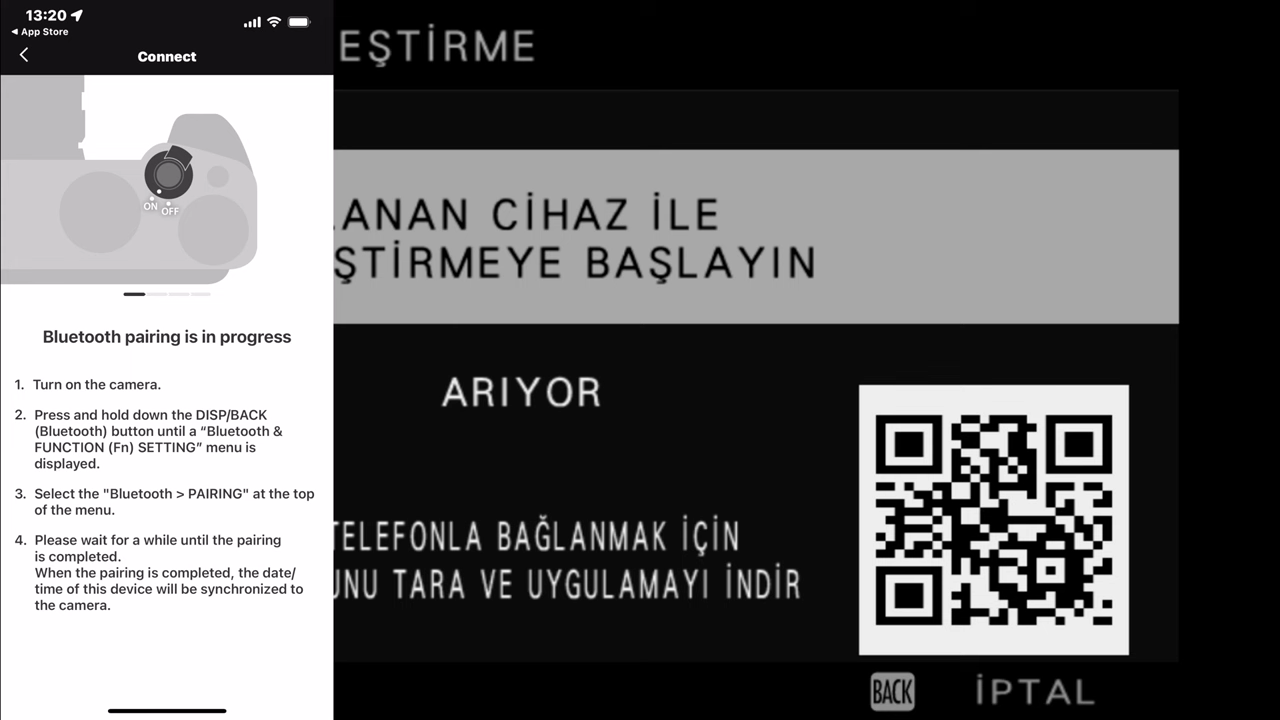 13:20
App Store
Connect
ON
OFF
Bluetooth pairing is in progress
1. Turn on the camera.
2. Press and hold down the DISP/BACK
(Bluetooth) button until a “Bluetooth &
FUNCTION (Fn) SETTING” menu is
displayed.
3. Select the "Bluetooth > PAIRING" at the top
of the menu.
4. Please wait for a while until the pairing
is completed.
When the pairing is completed, the date/
time of this device will be synchronized to
the camera.
EŞTİRME
ANAN CİHAZ İLE
ŞTİRMEYE BAŞLAYIN
ARIYOR
TELEFONLA BAĞLANMAK İÇİN
UNU TARA VE UYGULAMAYI İNDİR
BACK İPTAL